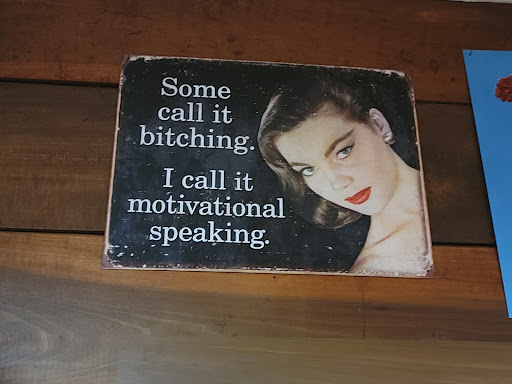 Some
call it
bitching.
I call it
motivational
speaking.